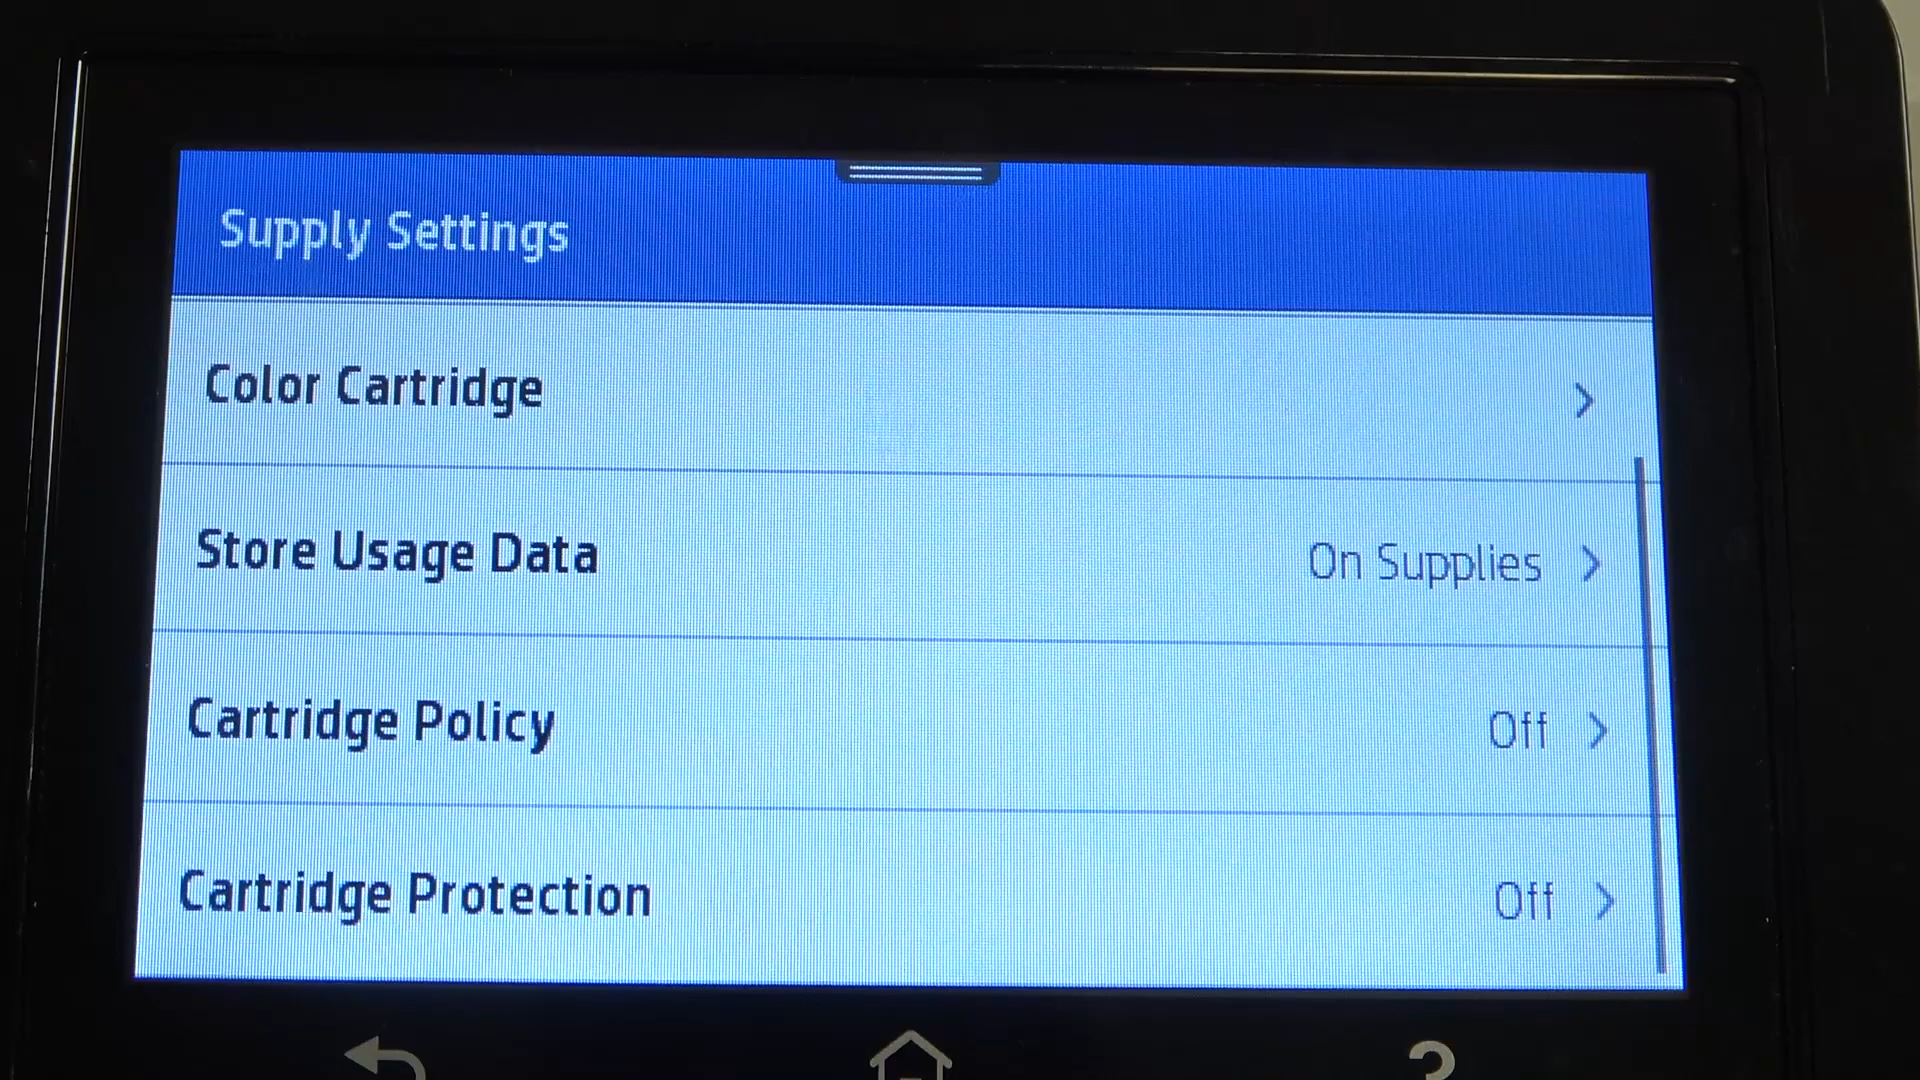 Supply Settings
Color Cartridge
Store Usage Data On Supplies
Cartridge Policy Off
Cartridge Protection Off
?